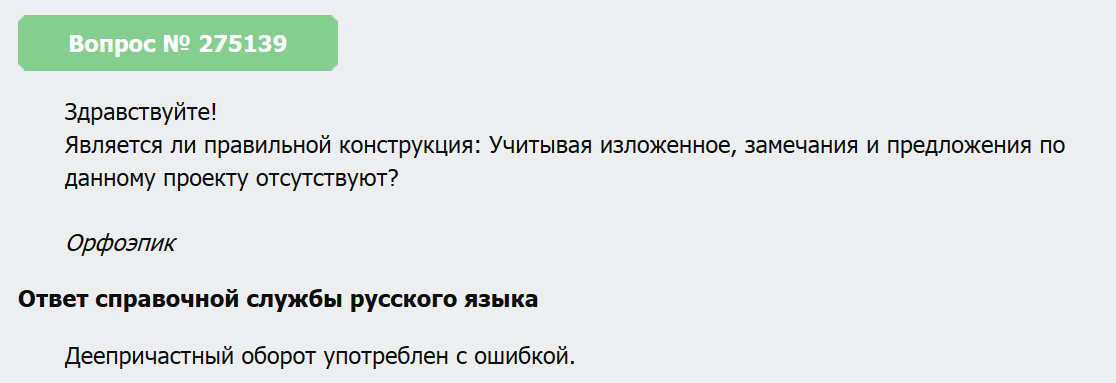 Вопрос № 275139
Здравствуйте!
Является ли правильной конструкция: Учитывая изложенное, замечания и предложения по
данному проекту отсутствуют?
Орфоэпик
Ответ справочной службы русского языка
Деепричастный оборот употреблен с ошибкой.